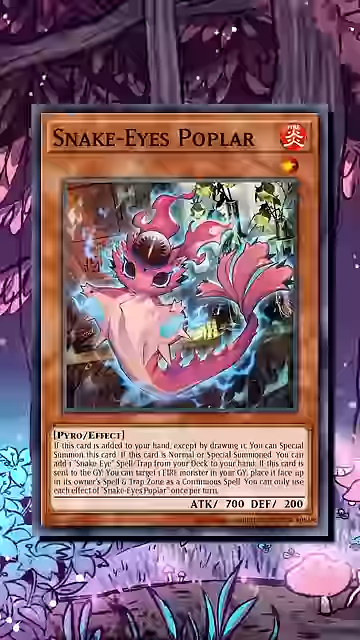 SNAKE-EYES POPLAR
FIRE
炎
[PYRO/EFFECT]
If this card is added to your hand, except by drawing it: You can Special
Summon this card. If this card is Normal or Special Summoned: You can
add 1 "Snake-Eye" Spell/Trap from your Deck to your hand. If this card is
sent to the GY: You can target 1 FIRE monster in your GY; place it face-up
in its owner's Spell & Trap Zone as a Continuous Spell. You can only use
each effect of "Snake-Eyes Poplar" once per turn.
ATK/ 700 DEF/ 200